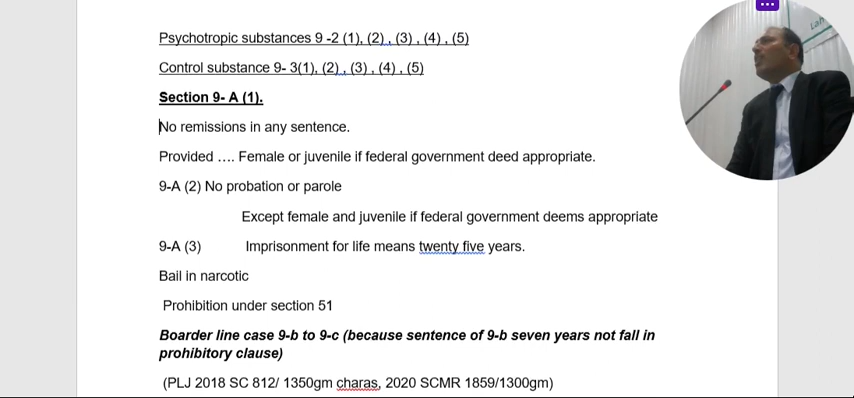 Psychotropic substances 9 -2 (1), (2) , (3) , (4) , (5)
Control substance 9- 3(1), (2) , (3) , (4) , (5)
Section 9- A (1).
No remissions in any sentence.
Provided …. Female or juvenile if federal government deed appropriate.
9-A (2) No probation or parole
Except female and juvenile if federal government deems appropriate
9-A (3) Imprisonment for life means twenty five years.
Bail in narcotic
Prohibition under section 51
Boarder line case 9-b to 9-c (because sentence of 9-b seven years not fall in
prohibitory clause)
(PLJ 2018 SC 812/ 1350gm charas, 2020 SCMR 1859/1300gm)